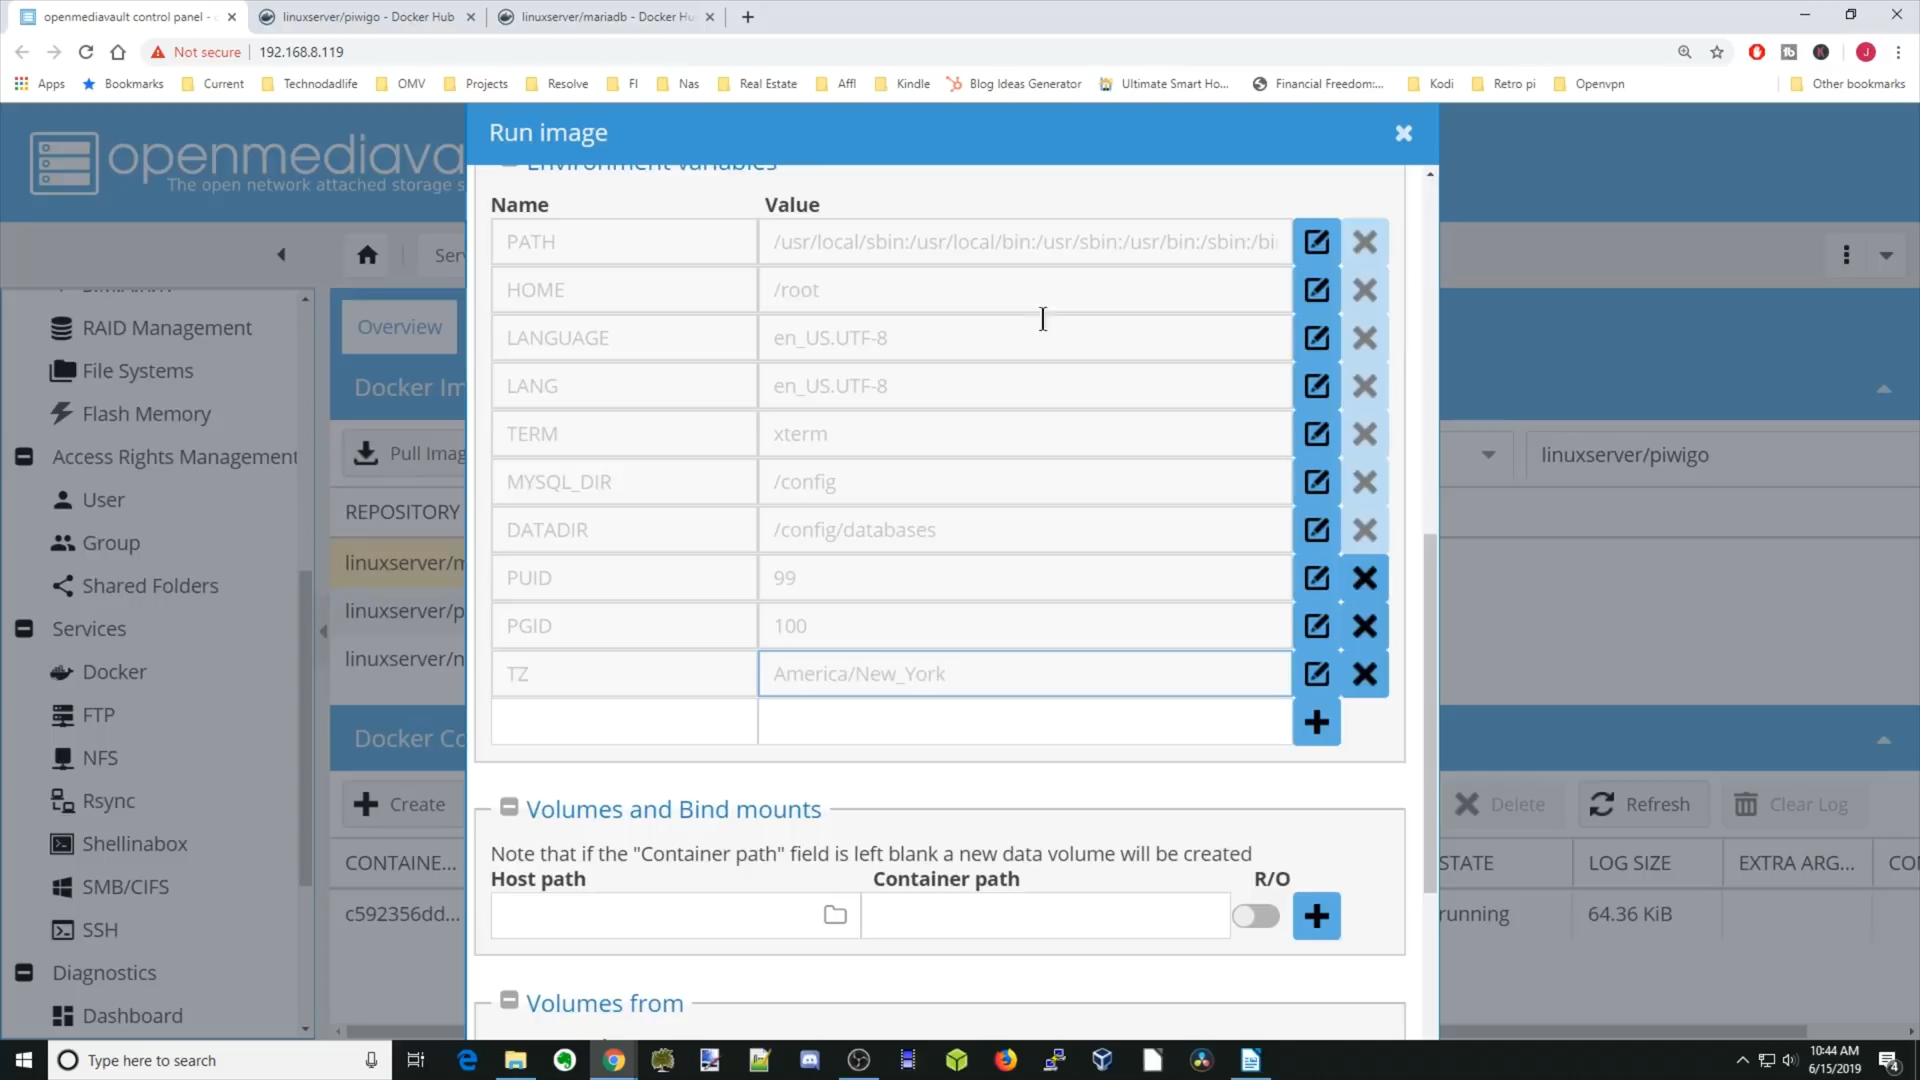 openmediavault control panel -
linuxserver/piwigo - Docker Hub
linuxserver/mariadb - Docker Hu
Not secure
192.168.8.119
Apps
Bookmarks
Current
Technodadlife
OMV
Projects
Resolve
FI
Nas
Real Estate
Affl
Kindle
Blog Ideas Generator
Ultimate Smart Ho...
Financial Freedom:...
Kodi
Retro pi
Openvpn
Other bookmarks
openmediava
The open network attached storage s
Ser
RAID Management
File Systems
Flash Memory
Access Rights Management
User
Group
Shared Folders
Services
Docker
FTP
NFS
Rsync
Shellinabox
SMB/CIFS
SSH
Diagnostics
Dashboard
Overview
Docker Im
Pull Imag
REPOSITORY
linuxserver/m
linuxserver/p
linuxserver/n
Docker Co
Create
CONTAINE...
c592356dd...
Run image
Environment variables
Name Value
PATH /usr/local/sbin:/usr/local/bin:/usr/sbin:/usr/bin:/sbin:/bi
HOME /root
LANGUAGE en_US.UTF-8
LANG en_US.UTF-8
TERM xterm
MYSQL_DIR /config
DATADIR /config/databases
PUID 99
PGID 100
TZ America/New_York
Volumes and Bind mounts
Note that if the "Container path" field is left blank a new data volume will be created
Host path Container path R/O
Volumes from
linuxserver/piwigo
Delete
Refresh
Clear Log
STATE LOG SIZE EXTRA ARG... CO
running 64.36 KiB
Type here to search
10:44 AM
6/15/2019
4